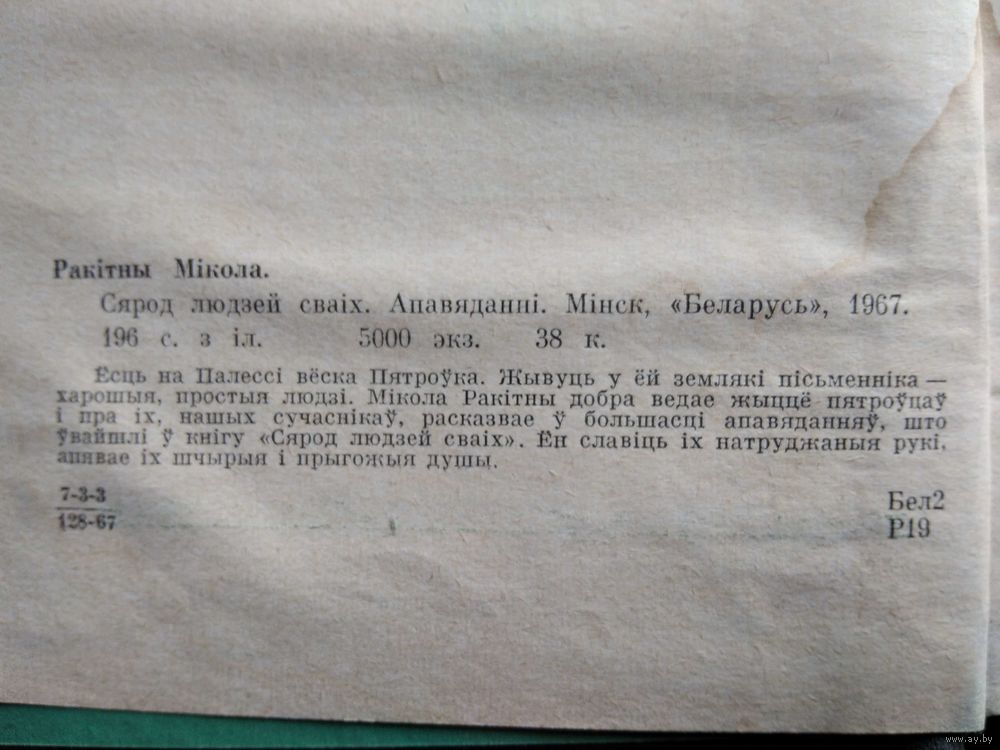 Ракітны Мікола.
Сярод людзей сваіх. Апавяданні. Мінск, «Беларусь», 1967.
196 с. з іл. 5000 экз. 38 к.
Ёсць на Палессі вёска Пятроўка. Жывуць у ёй землякі пісьменніка —
харошыя, простыя людзі. Мікола Ракітны добра ведае жыццё пятроўцаў
і пра іх, нашых сучаснікаў, расказвае ў большасці апавяданняў, што
ўвайшлі ў кнігу «Сярод людзей сваіх». Ён славіць іх натруджаныя рукі,
апявае іх шчырыя і прыгожыя душы.
7-3-3
128-67
Бел2
Р19
www.ay.by